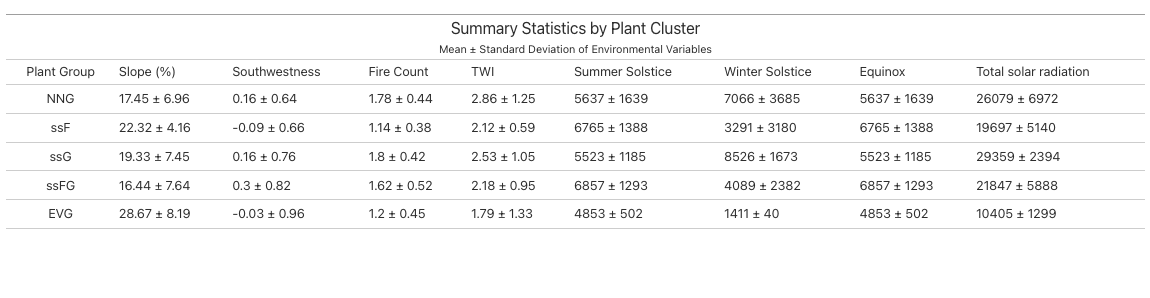 Summary Statistics by Plant Cluster
Mean ± Standard Deviation of Environmental Variables
Plant Group Slope (%) Southwestness Fire Count TWI Summer Solstice Winter Solstice Equinox Total solar radiation
NNG 17.45 ± 6.96 0.16 ± 0.64 1.78 ± 0.44 2.86 ± 1.25 5637 ± 1639 7066 ± 3685 5637 ± 1639 26079 ± 6972
ssF 22.32 ± 4.16 -0.09 ± 0.66 1.14 ± 0.38 2.12 ± 0.59 6765 ± 1388 3291 ± 3180 6765 ± 1388 19697 ± 5140
ssG 19.33 ± 7.45 0.16 ± 0.76 1.8 ± 0.42 2.53 ± 1.05 5523 ± 1185 8526 ± 1673 5523 ± 1185 29359 ± 2394
ssFG 16.44 ± 7.64 0.3 ± 0.82 1.62 ± 0.52 2.18 ± 0.95 6857 ± 1293 4089 ± 2382 6857 ± 1293 21847 ± 5888
EVG 28.67 ± 8.19 -0.03 ± 0.96 1.2 ± 0.45 1.79 ± 1.33 4853 ± 502 1411 ± 40 4853 ± 502 10405 ± 1299